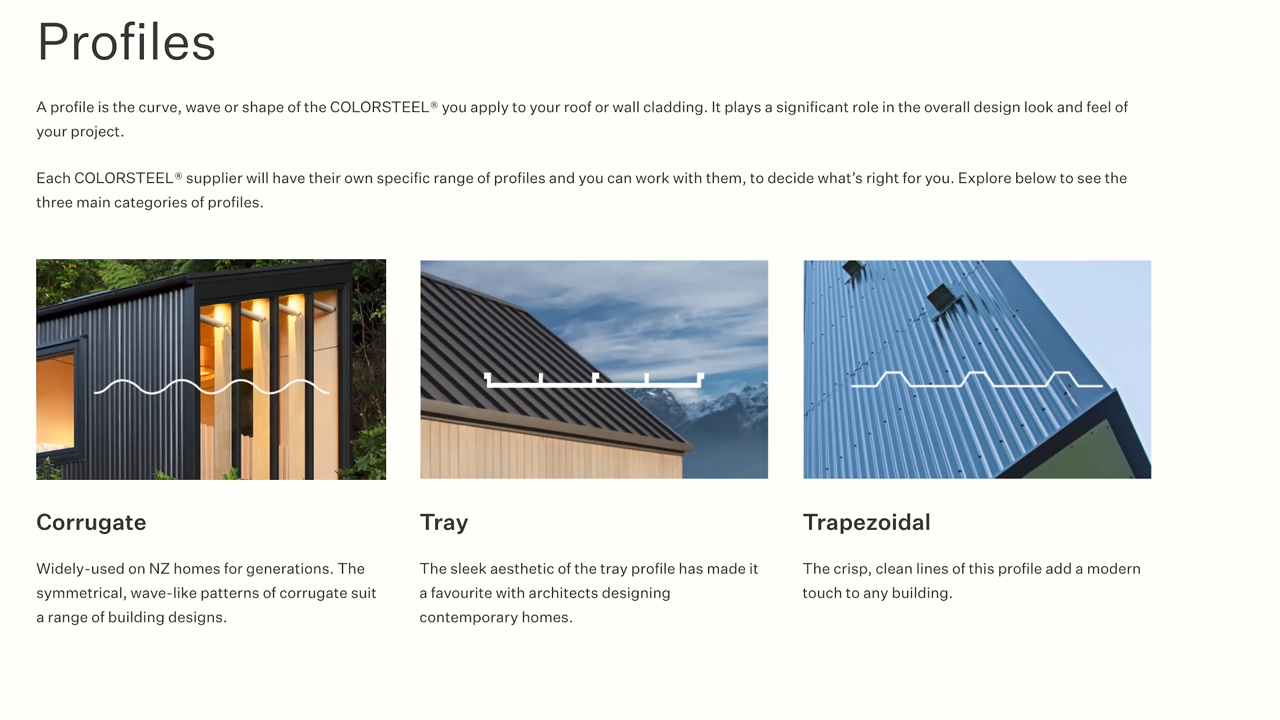 Profiles
A profile is the curve, wave or shape of the COLORSTEEL® you apply to your roof or wall cladding. It plays a significant role in the overall design look and feel of
your project.
Each COLORSTEEL® supplier will have their own specific range of profiles and you can work with them, to decide what’s right for you. Explore below to see the
three main categories of profiles.
Corrugate
Widely-used on NZ homes for generations. The
symmetrical, wave-like patterns of corrugate suit
a range of building designs.
Tray
The sleek aesthetic of the tray profile has made it
a favourite with architects designing
contemporary homes.
Trapezoidal
The crisp, clean lines of this profile add a modern
touch to any building.